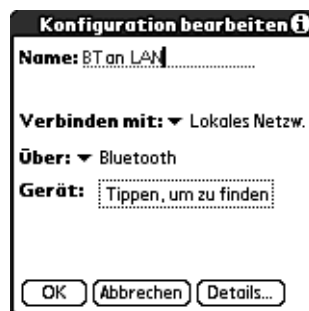 Konfiguration bearbeiten i
Name: BT an LAN
Verbinden mit: Lokales Netzw.
Über: Bluetooth
Gerät: Tippen, um zu finden
OK Abbrechen Details...